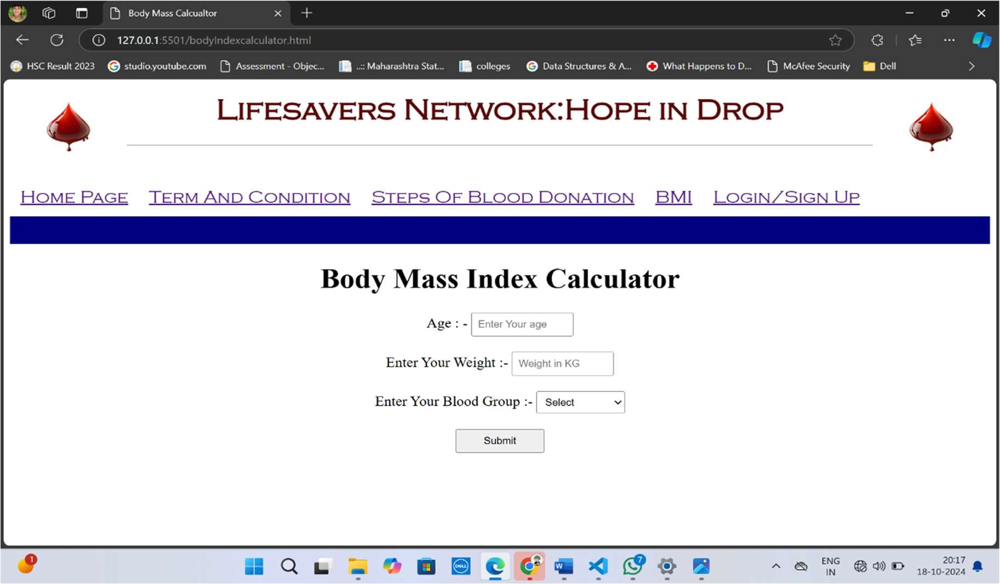 Body Mass Calcualtor
127.0.0.1:5501/bodyIndexcalculator.html
HSC Result 2023 studio.youtube.com Assessment - Objec... ..:: Maharashtra Stat... colleges Data Structures & A... What Happens to D... McAfee Security Dell
Lifesavers Network:Hope in Drop
Home Page Term And Condition Steps Of Blood Donation BMI Login/Sign Up
Body Mass Index Calculator
Age : - Enter Your age
Enter Your Weight :- Weight in KG
Enter Your Blood Group :- Select
Submit
1
DELL
W
7
ENG
IN
20:17
18-10-2024